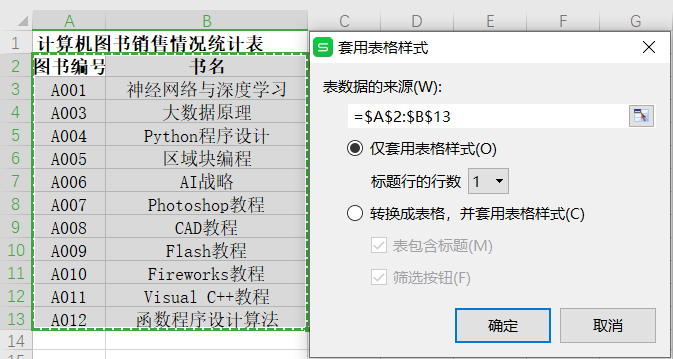 A B C D E F G
1 计算机图书销售情况统计表
2 图书编号 书名
3 A001 神经网络与深度学习
4 A003 大数据原理
5 A004 Python程序设计
6 A005 区域块编程
7 A006 AI战略
8 A007 Photoshop教程
9 A008 CAD教程
10 A009 Flash教程
11 A010 Fireworks教程
12 A011 Visual C++教程
13 A012 函数程序设计算法
14
S 套用表格样式
表数据的来源(W):
=$A$2:$B$13
仅套用表格样式(O)
标题行的行数 1
转换成表格，并套用表格样式(C)
表包含标题(M)
筛选按钮(F)
确定 取消